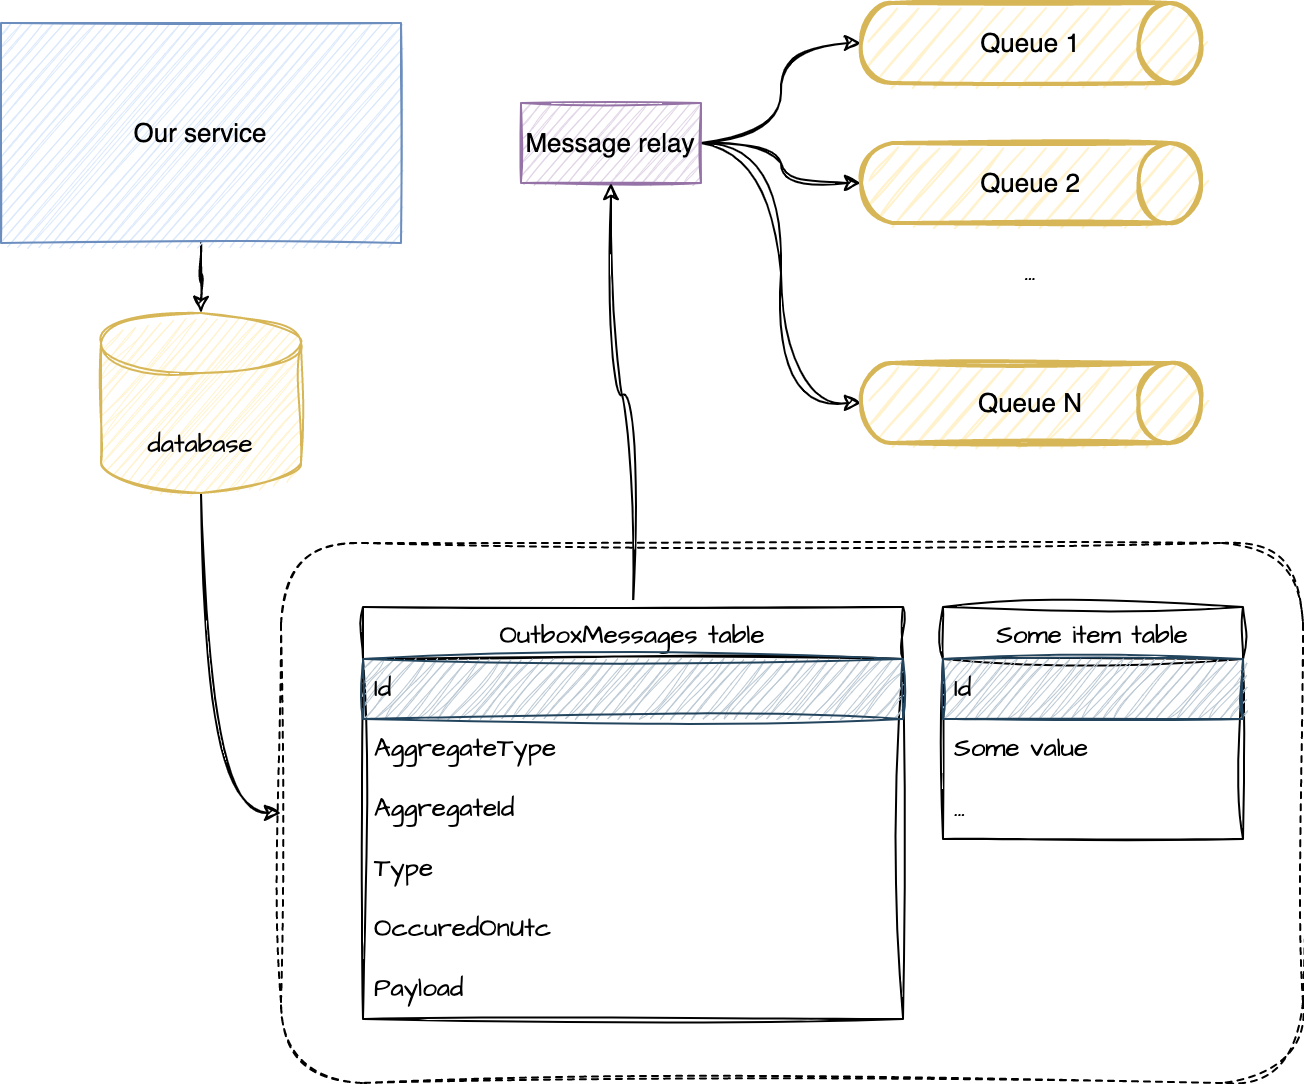 Our service
Message relay
Queue 1
Queue 2
...
Queue N
database
OutboxMessages table
Id
AggregateType
AggregateId
Type
OccuredOnUtc
Payload
Some item table
Id
Some value
...